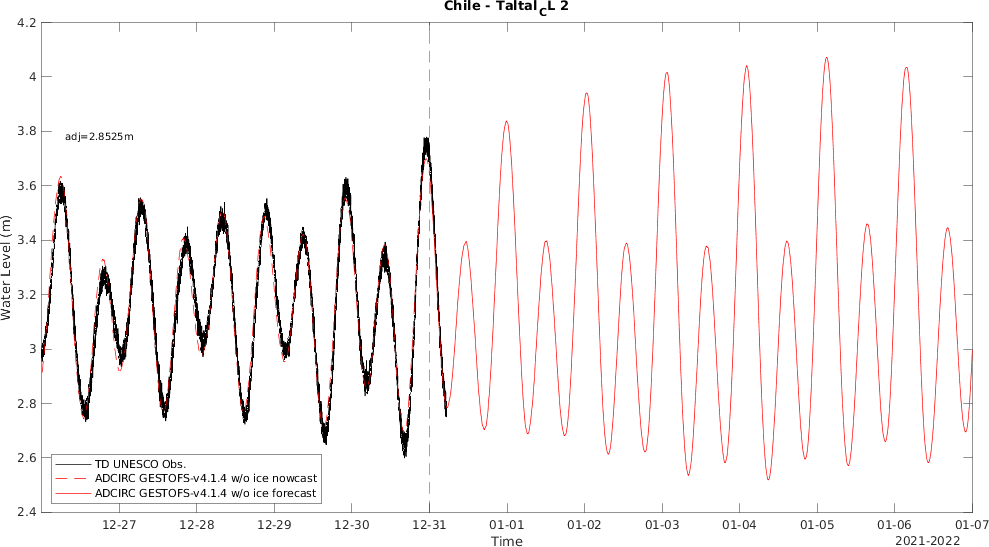 Chile - Taltal_CL 2
4.2
4
3.8
3.6
3.4
3.2
3
2.8
2.6
2.4
Water Level (m)
adj=2.8525m
TD UNESCO Obs.
ADCIRC GESTOFS-v4.1.4 w/o ice nowcast
ADCIRC GESTOFS-v4.1.4 w/o ice forecast
12-27 12-28 12-29 12-30 12-31 01-01 01-02 01-03 01-04 01-05 01-06 01-07
Time
2021-2022